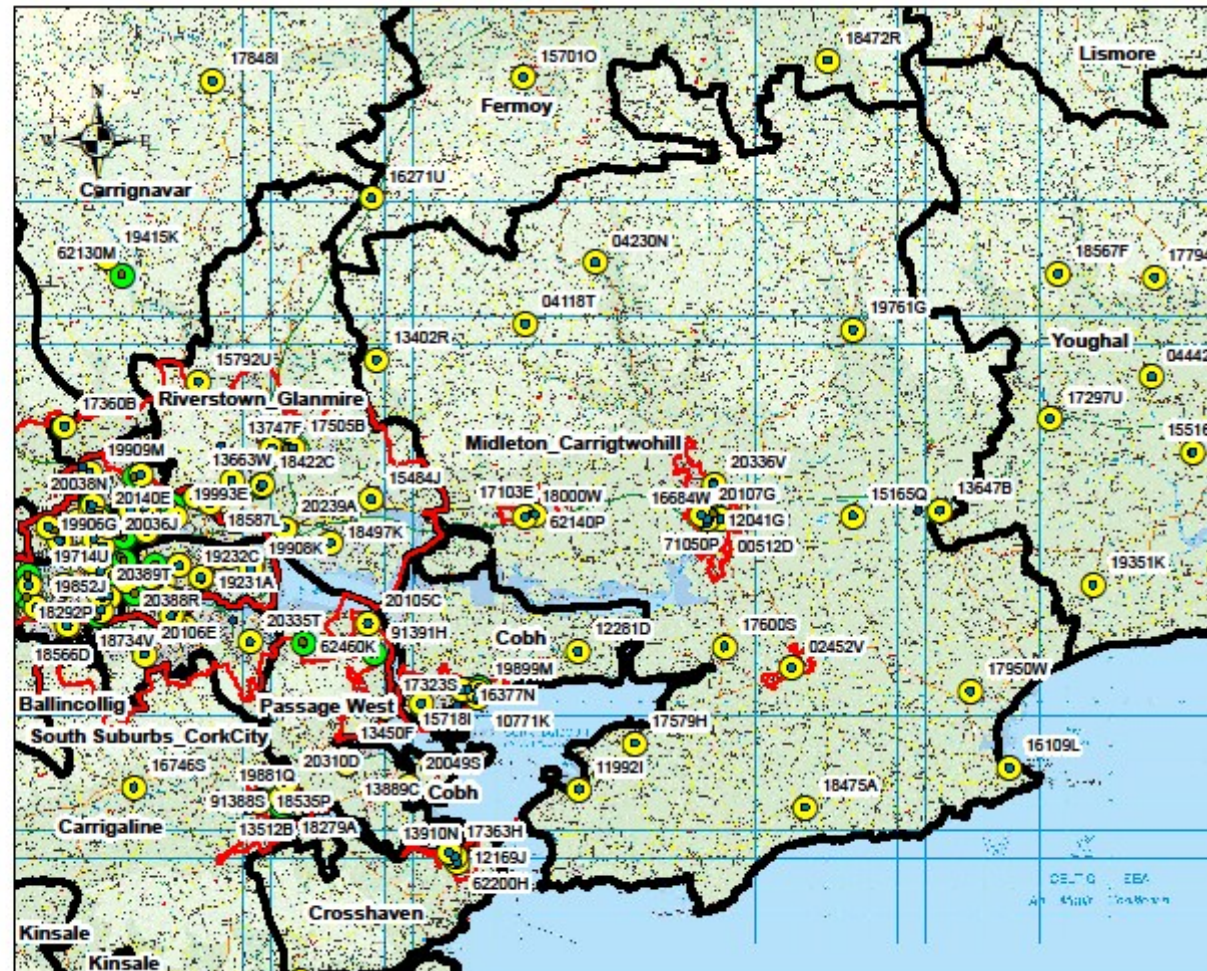 18472R
17848I
15701O
Lismore
Fermoy
N
W
E
Carrignavar
16271U
19415K
62130M
04230N
18567F
17794
04118T
19761G
13402R
Youghal
15792U
04442
Riverstown_Glanmire
17360B
17297U
13747F
17505B
Midleton_Carrigtwohill
15516
19909M
13663W
18422C
20336V
15484J
20038N
20140E
19993E
17103E
18000W
16684W
20107G
15165Q
13647B
20239A
62140P
12041G
19906G
20036J
18587L
18497K
71050P
00512D
19908K
19714U
19232C
20389T
19231A
19351K
19852J
20388R
20105C
18292P
20335T
91391H
18734V
20106E
62460K
Cobh
12281D
17600S
02452V
18566D
19899M
17950W
17323S
16377N
Ballincollig
Passage West
15718I
10771K
South Suburbs_CorkCity
13450F
17579H
20310D
20049S
16109L
16746S
19881Q
11992I
13889C
Cobh
18475A
91388S
18535P
Carrigaline
13512B
18279A
13910N
17363H
12169J
62200H
Crosshaven
Kinsale
Kinsale